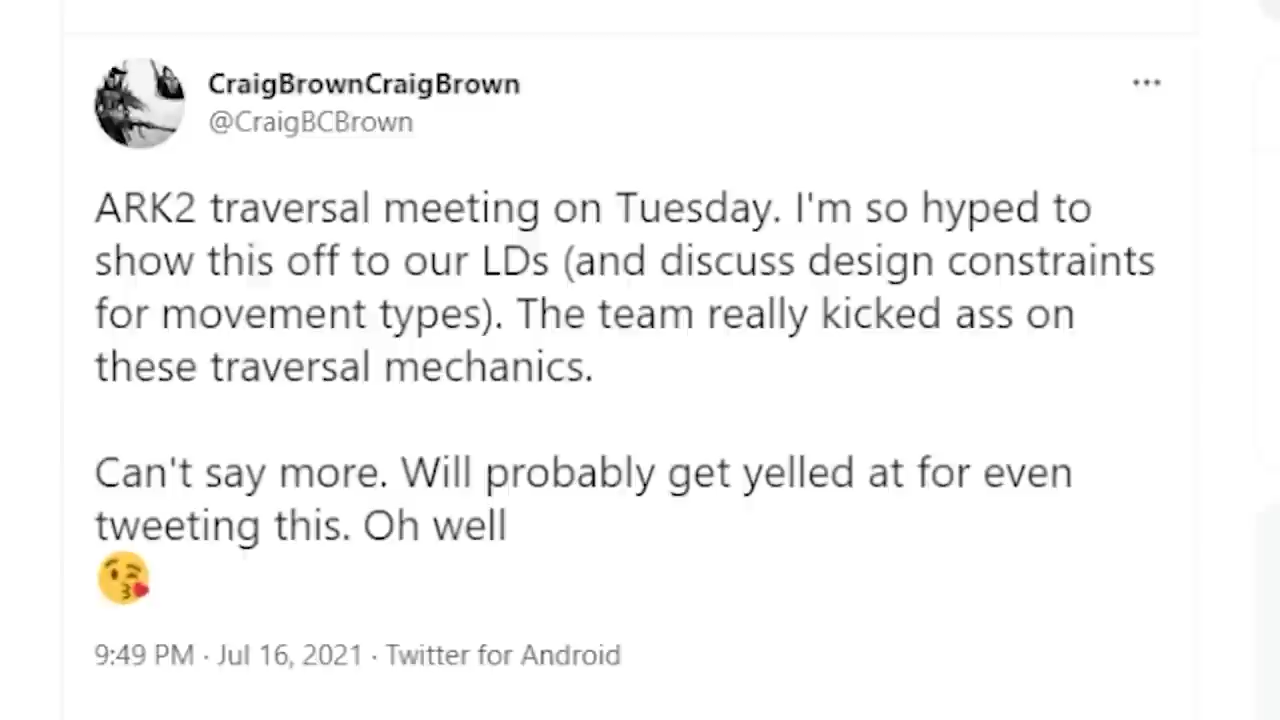 CraigBrownCraigBrown
@CraigBCBrown
ARK2 traversal meeting on Tuesday. I'm so hyped to
show this off to our LDs (and discuss design constraints
for movement types). The team really kicked ass on
these traversal mechanics.
Can't say more. Will probably get yelled at for even
tweeting this. Oh well
😘
9:49 PM · Jul 16, 2021 · Twitter for Android